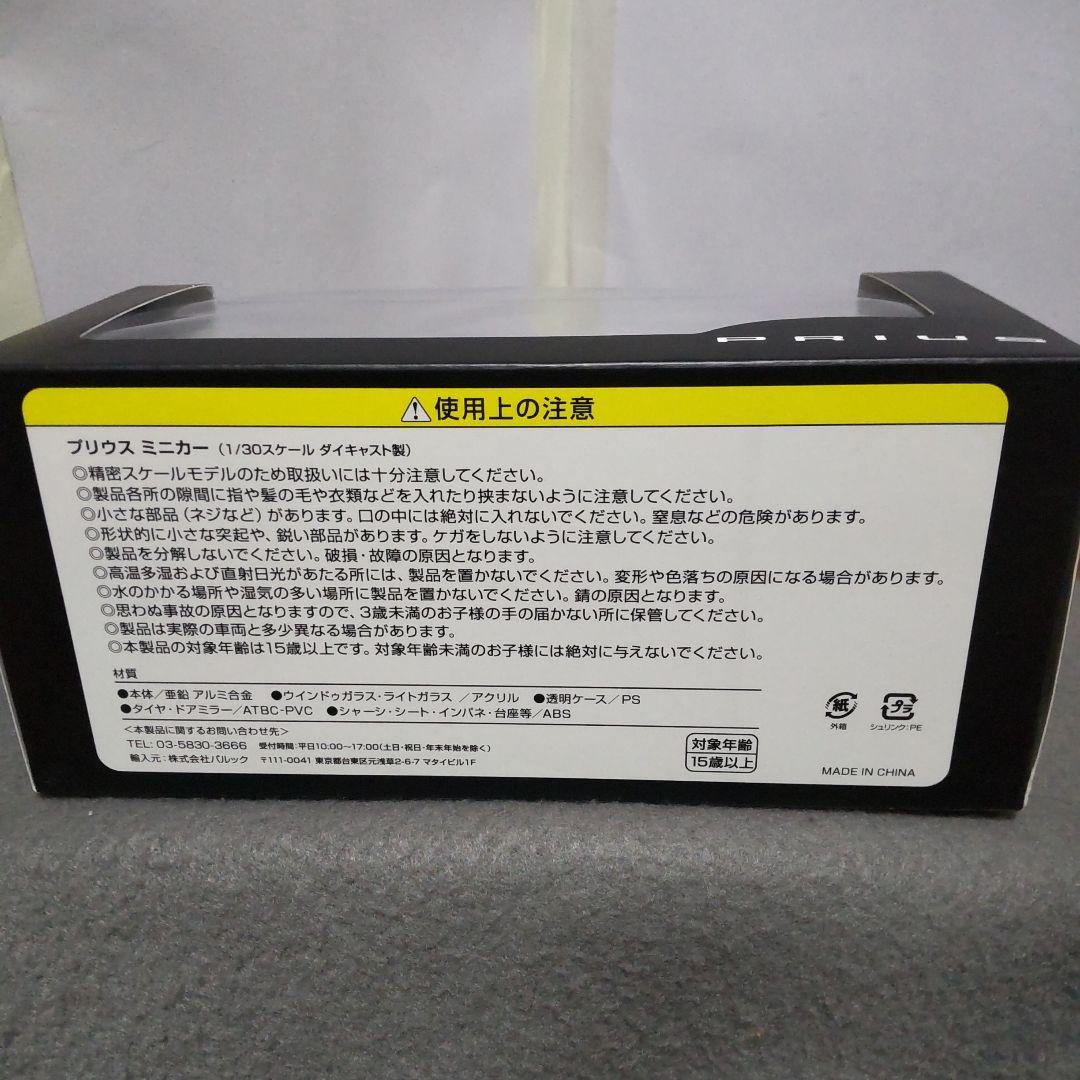 PRIUS
⚠使用上の注意
プリウス ミニカー（1/30スケール ダイキャスト製）
◎精密スケールモデルのため取扱いには十分注意してください。
◎製品各所の隙間に指や髪の毛や衣類などを入れたり挟まないように注意してください。
◎小さな部品（ネジなど）があります。口の中には絶対に入れないでください。窒息などの危険があります。
◎形状的に小さな突起や、鋭い部品があります。ケガをしないように注意してください。
◎製品を分解しないでください。破損・故障の原因となります。
◎高温多湿および直射日光があたる所には、製品を置かないでください。変形や色落ちの原因になる場合があります。
◎水のかかる場所や湿気の多い場所に製品を置かないでください。錆の原因となります。
◎思わぬ事故の原因となりますので、3歳未満のお子様の手の届かない所に保管してください。
◎製品は実際の車両と多少異なる場合があります。
◎本製品の対象年齢は15歳以上です。対象年齢未満のお子様には絶対に与えないでください。
材質
●本体/亜鉛 アルミ合金 ●ウインドゥガラス・ライトガラス /アクリル ●透明ケース/PS
●タイヤ・ドアミラー/ATBC-PVC ●シャーシ・シート・インパネ・台座等/ABS
＜本製品に関するお問い合わせ先＞
TEL: 03-5830-3666 受付時間:平日10:00～17:00(土日・祝日・年末年始を除く)
輸入元:株式会社バルック 〒111-0041 東京都台東区元浅草2-6-7 マタイビル1F
対象年齢
15歳以上
紙
外箱
プラ
シュリンク:PE
MADE IN CHINA